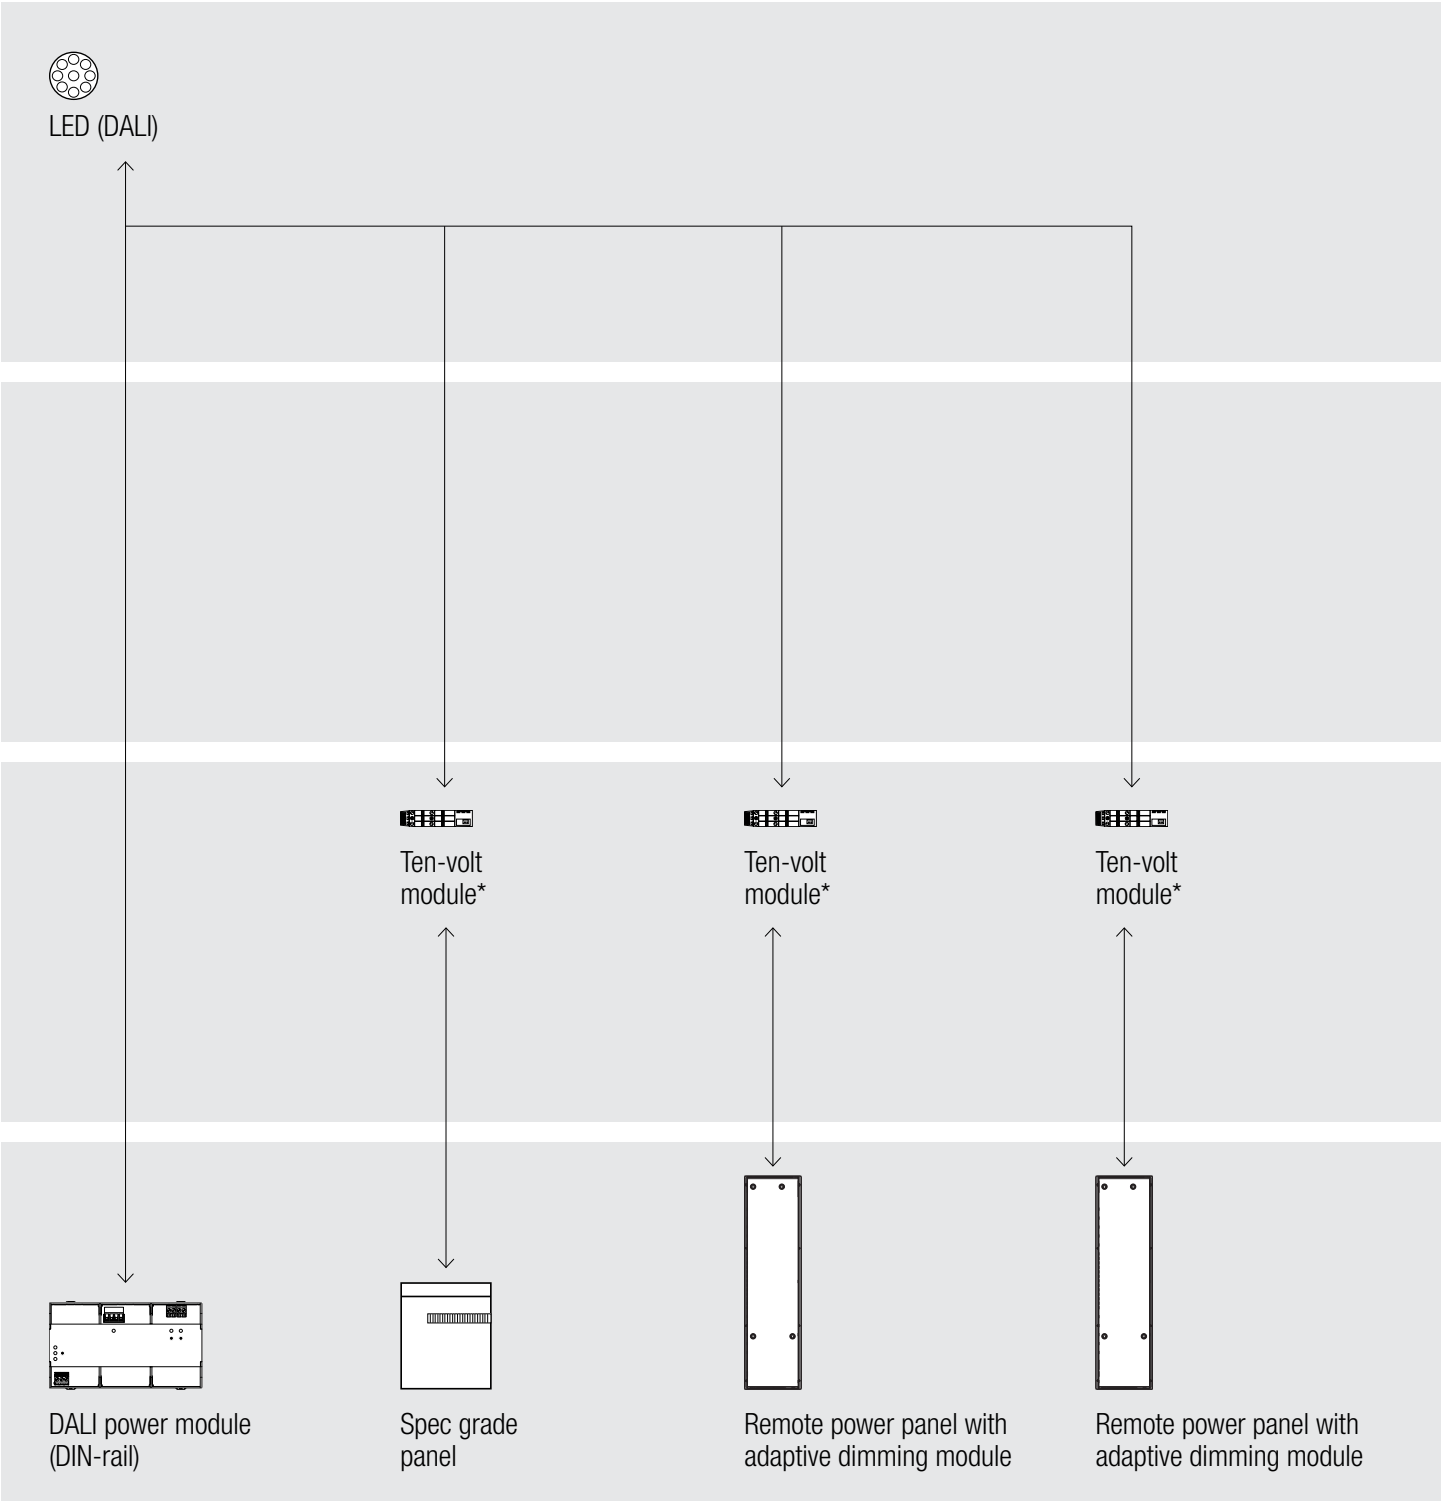 LED (DALI)
Ten-volt
module*
Ten-volt
module*
Ten-volt
module*
DALI power module
(DIN-rail)
Spec grade
panel
Remote power panel with
adaptive dimming module
Remote power panel with
adaptive dimming module